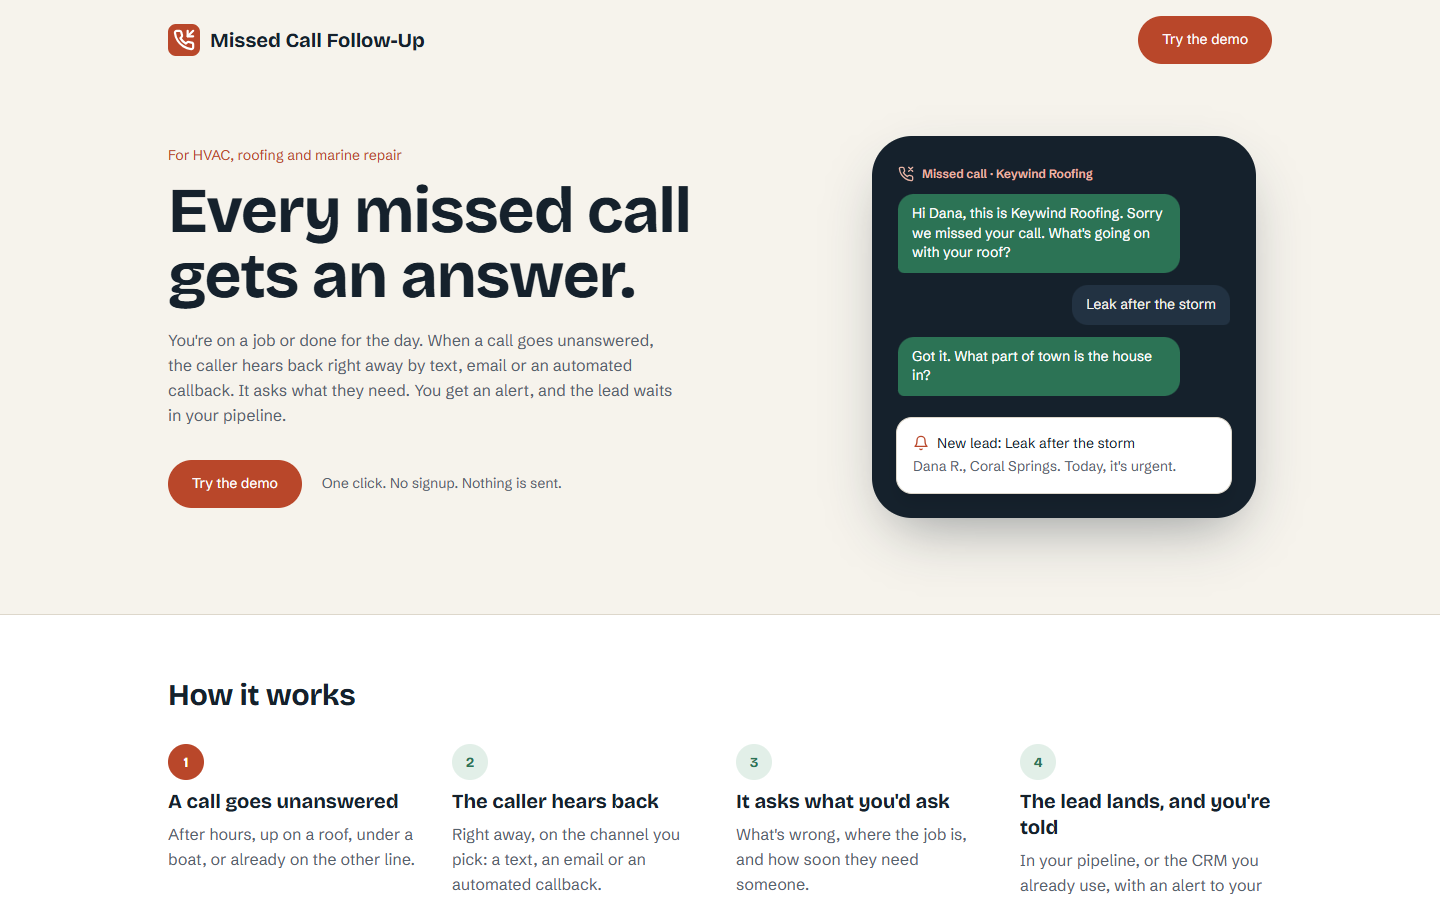 Missed Call Follow-Up
Try the demo
For HVAC, roofing and marine repair
Every missed call
gets an answer.
You're on a job or done for the day. When a call goes unanswered,
the caller hears back right away by text, email or an automated
callback. It asks what they need. You get an alert, and the lead waits
in your pipeline.
Try the demo
One click. No signup. Nothing is sent.
Missed call · Keywind Roofing
Hi Dana, this is Keywind Roofing. Sorry
we missed your call. What's going on
with your roof?
Leak after the storm
Got it. What part of town is the house
in?
New lead: Leak after the storm
Dana R., Coral Springs. Today, it's urgent.
How it works
1
A call goes unanswered
After hours, up on a roof, under a
boat, or already on the other line.
2
The caller hears back
Right away, on the channel you
pick: a text, an email or an
automated callback.
3
It asks what you'd ask
What's wrong, where the job is,
and how soon they need
someone.
4
The lead lands, and you're
told
In your pipeline, or the CRM you
already use, with an alert to your